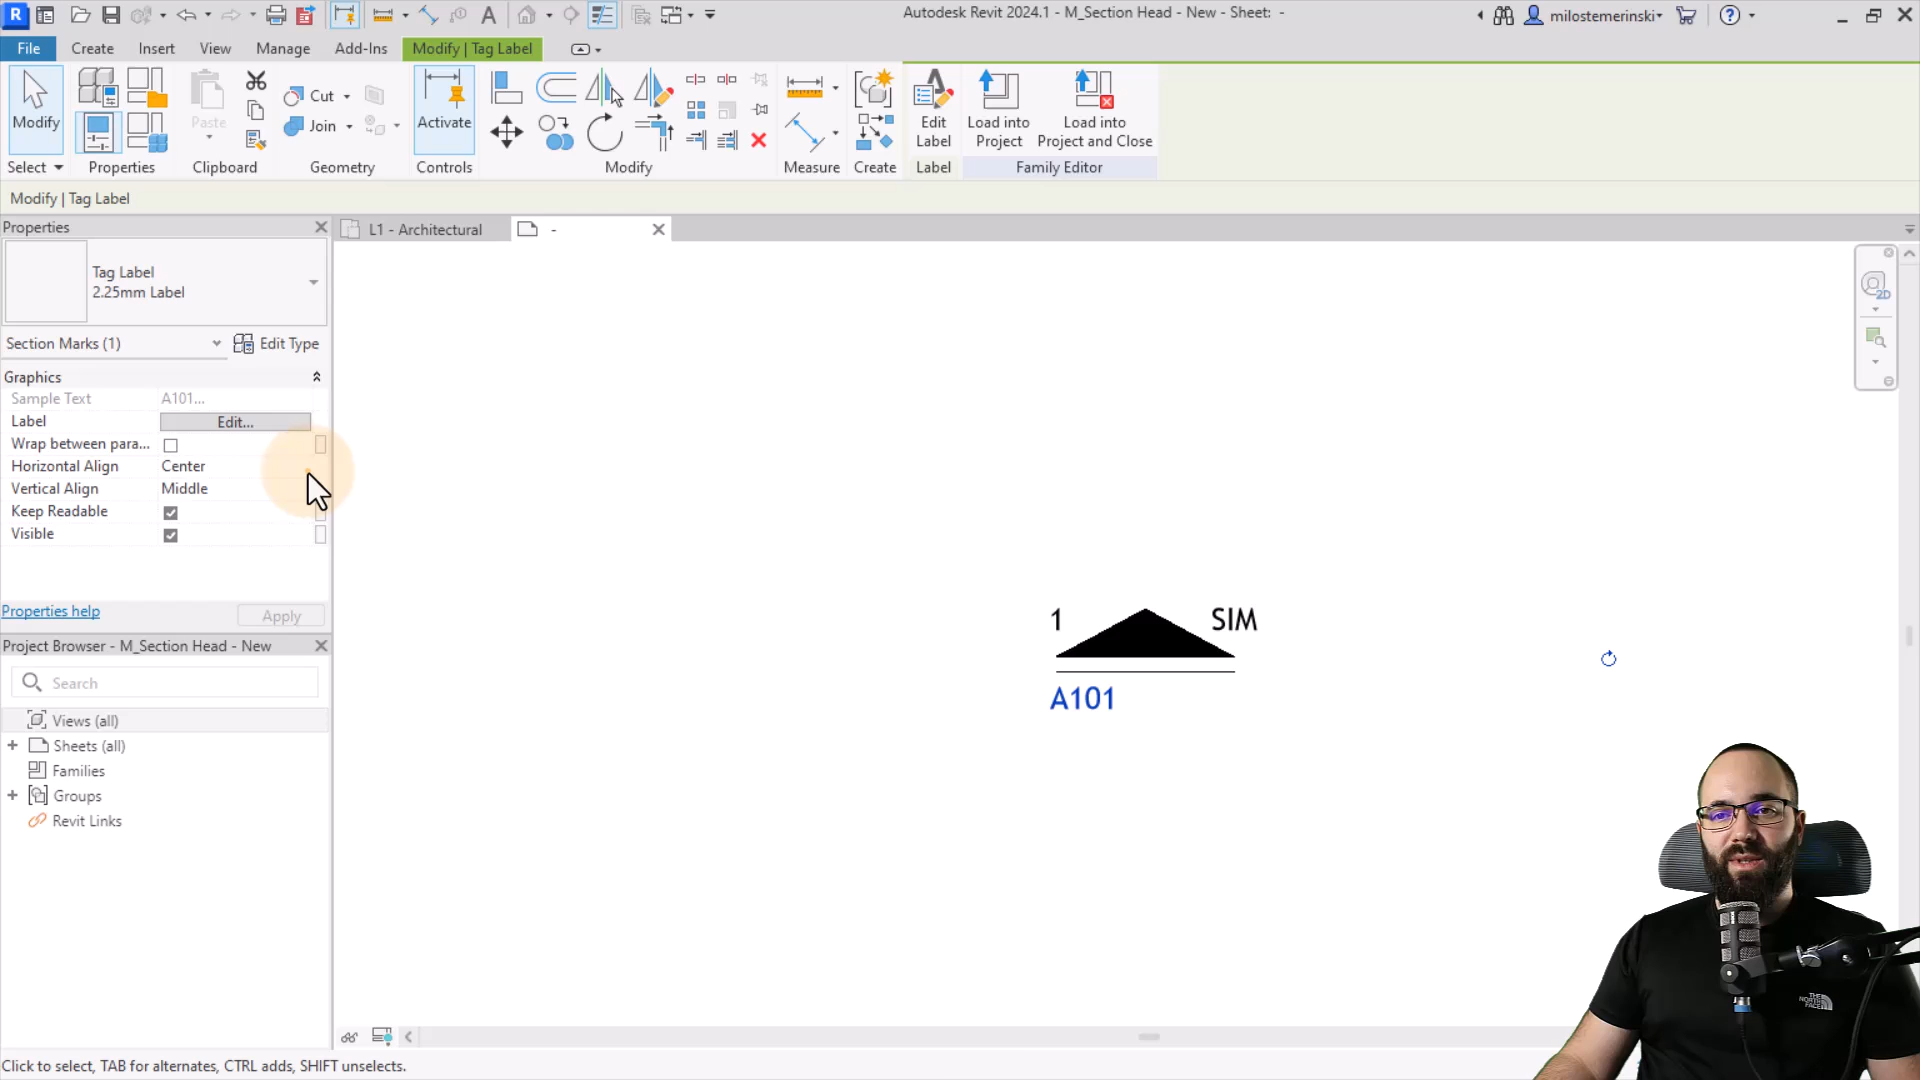 Autodesk Revit 2024.1 - M_Section Head - New - Sheet: -
milostemerinski
File
Create
Insert
View
Manage
Add-Ins
Modify | Tag Label
Modify
Paste
Cut
Join
Activate
Edit
Label
Load into
Project
Load into
Project and Close
Select
Properties
Clipboard
Geometry
Controls
Modify
Measure
Create
Label
Family Editor
Modify | Tag Label
Properties
L1 - Architectural
-
Tag Label
2.25mm Label
Section Marks (1)
Edit Type
Graphics
Sample Text
A101...
Label
Edit...
Wrap between para...
Horizontal Align
Center
Vertical Align
Middle
Keep Readable
Visible
Properties help
Apply
Project Browser - M_Section Head - New
Search
Views (all)
Sheets (all)
Families
Groups
Revit Links
1
SIM
A101
2D
THE
NORTH
FACE
Click to select, TAB for alternates, CTRL adds, SHIFT unselects.